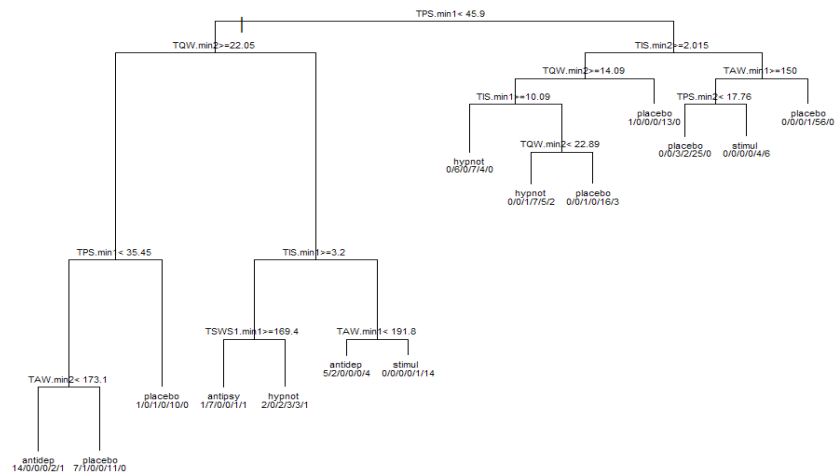 TPS.min1< 45.9
TQW.min2>=22.05
TIS.min2>=2.015
TQW.min2>=14.09
TAW.min1>=150
TIS.min1>=10.09
TPS.min2< 17.76
placebo
1/0/0/0/13/0
placebo
0/0/0/1/56/0
hypnot
0/6/0/7/4/0
TQW.min2< 22.89
placebo
0/0/3/2/25/0
stimul
0/0/0/0/4/6
hypnot
0/0/1/7/5/2
placebo
0/0/1/0/16/3
TPS.min1< 35.45
TIS.min1>=3.2
TSWS1.min1>=169.4
TAW.min1< 191.8
antidep
5/2/0/0/0/4
stimul
0/0/0/0/1/14
TAW.min2< 173.1
placebo
1/0/1/0/10/0
antipsy
1/7/0/0/1/1
hypnot
2/0/2/3/3/1
antidep
14/0/0/0/2/1
placebo
7/1/0/0/11/0